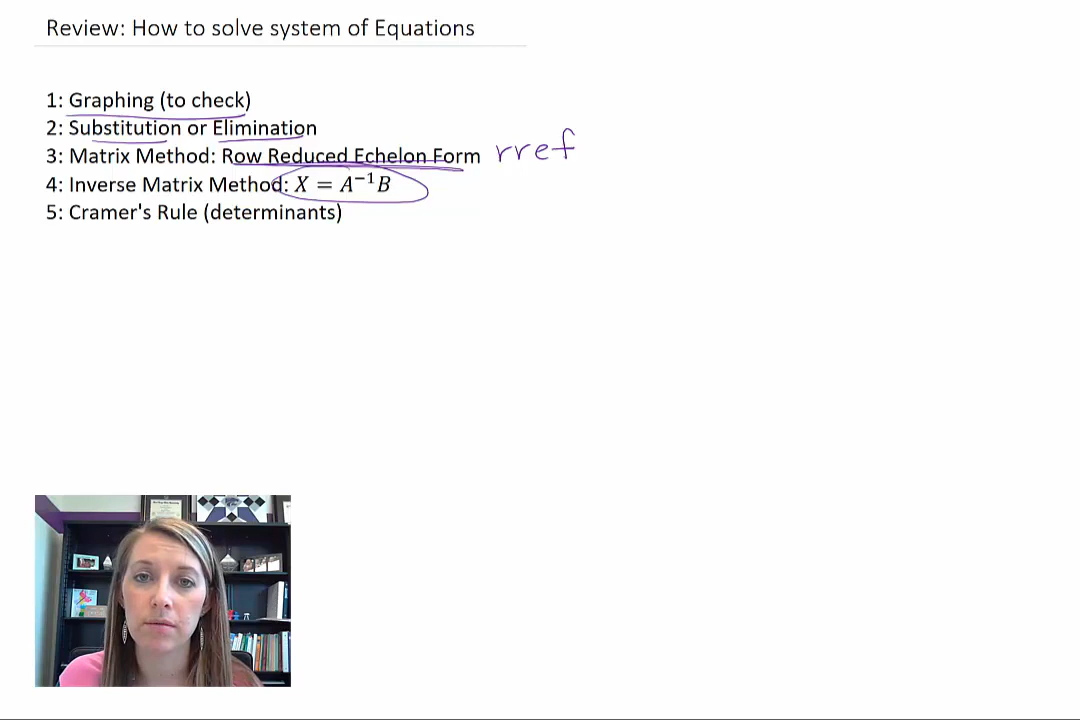 Review: How to solve system of Equations
1: Graphing (to check)
2: Substitution or Elimination
3: Matrix Method: Row Reduced Echelon Form rref
4: Inverse Matrix Method: X = A⁻¹B
5: Cramer's Rule (determinants)